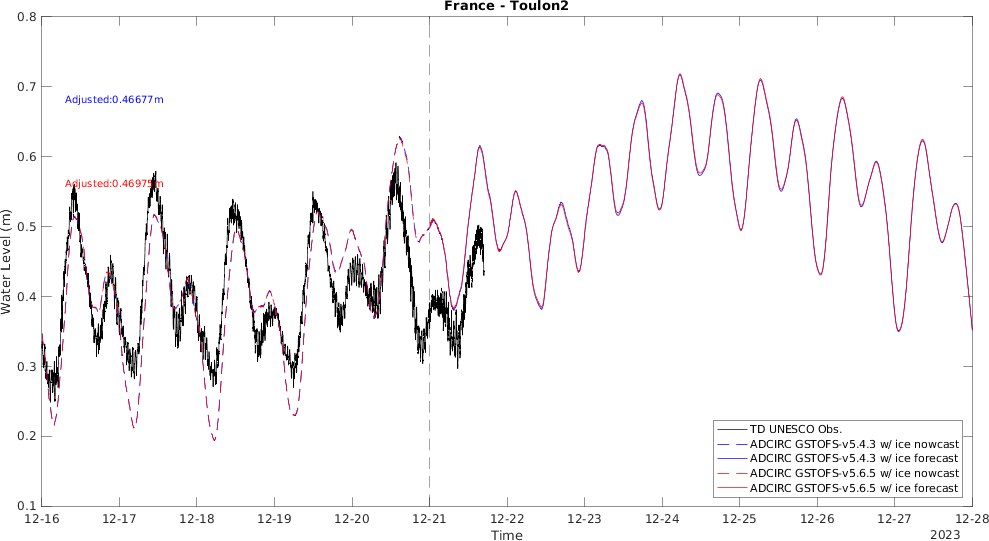 France - Toulon2
0.8
0.7
0.6
0.5
0.4
0.3
0.2
0.1
Water Level (m)
Adjusted:0.46677m
Adjusted:0.46975m
TD UNESCO Obs.
ADCIRC GSTOFS-v5.4.3 w/ ice nowcast
ADCIRC GSTOFS-v5.4.3 w/ ice forecast
ADCIRC GSTOFS-v5.6.5 w/ ice nowcast
ADCIRC GSTOFS-v5.6.5 w/ ice forecast
12-16 12-17 12-18 12-19 12-20 12-21 12-22 12-23 12-24 12-25 12-26 12-27 12-28
Time
2023